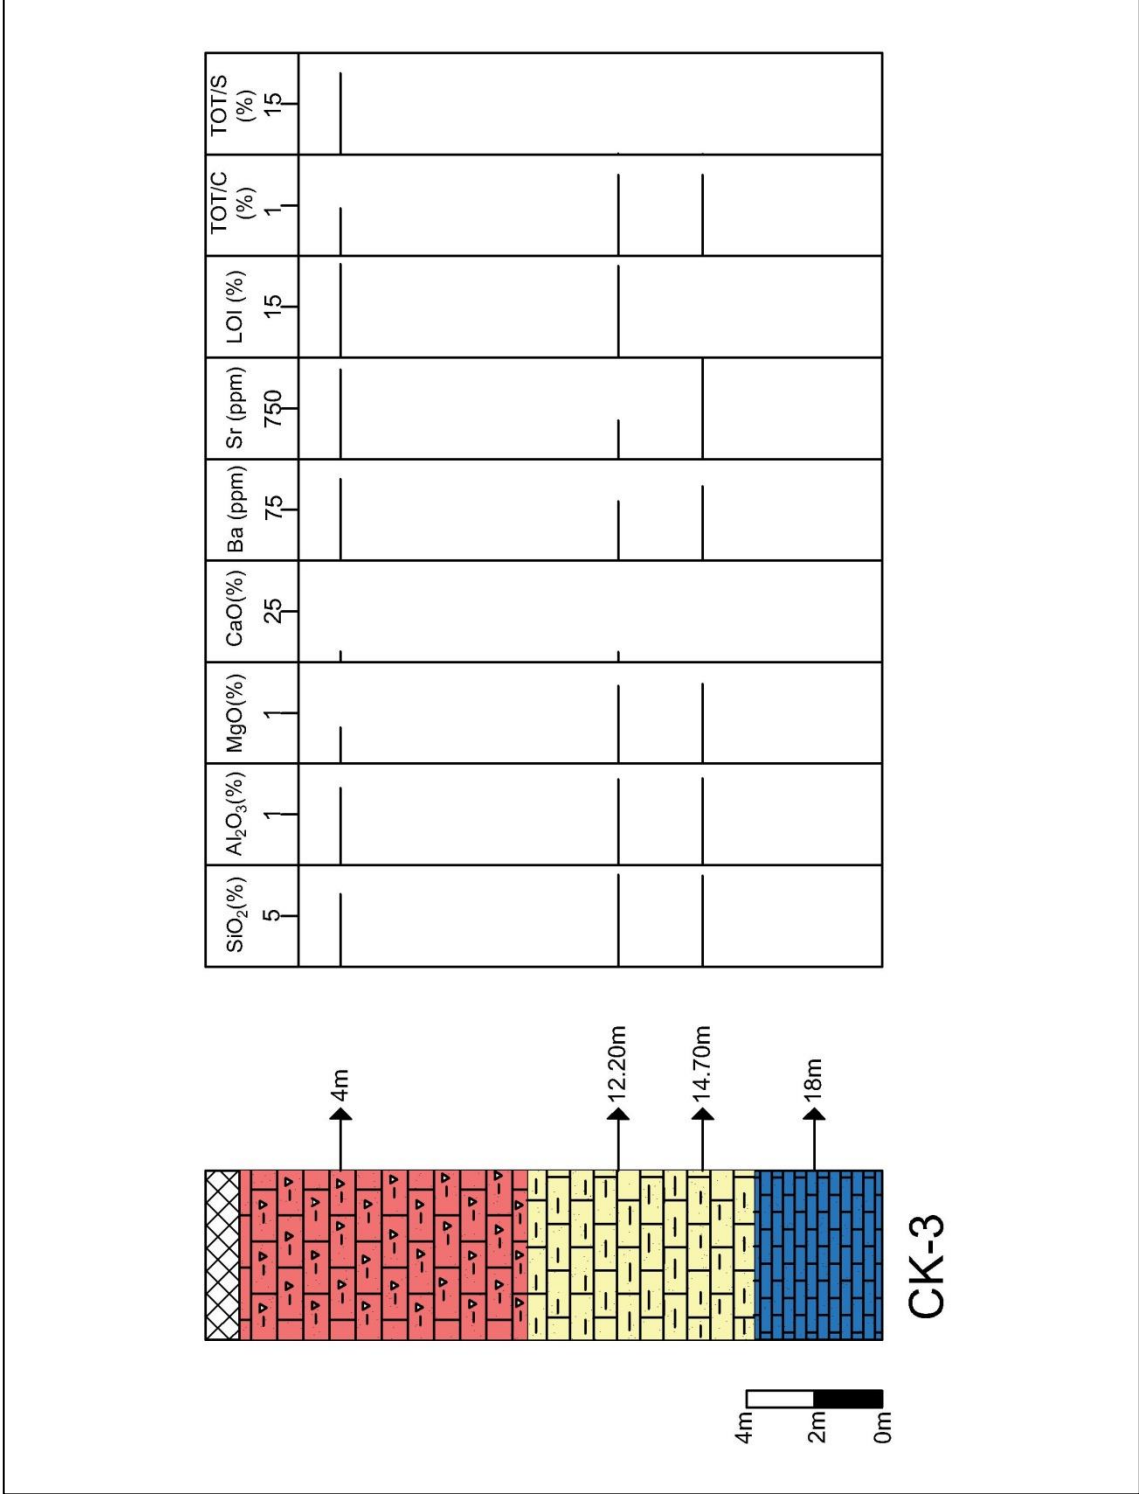 SiO₂(%)
5
Al₂O₃(%)
1
MgO(%)
1
CaO(%)
25
Ba (ppm)
75
Sr (ppm)
750
LOI (%)
15
TOT/C
(%)
1
TOT/S
(%)
15
4m
12.20m
14.70m
18m
4m
2m
0m
CK-3